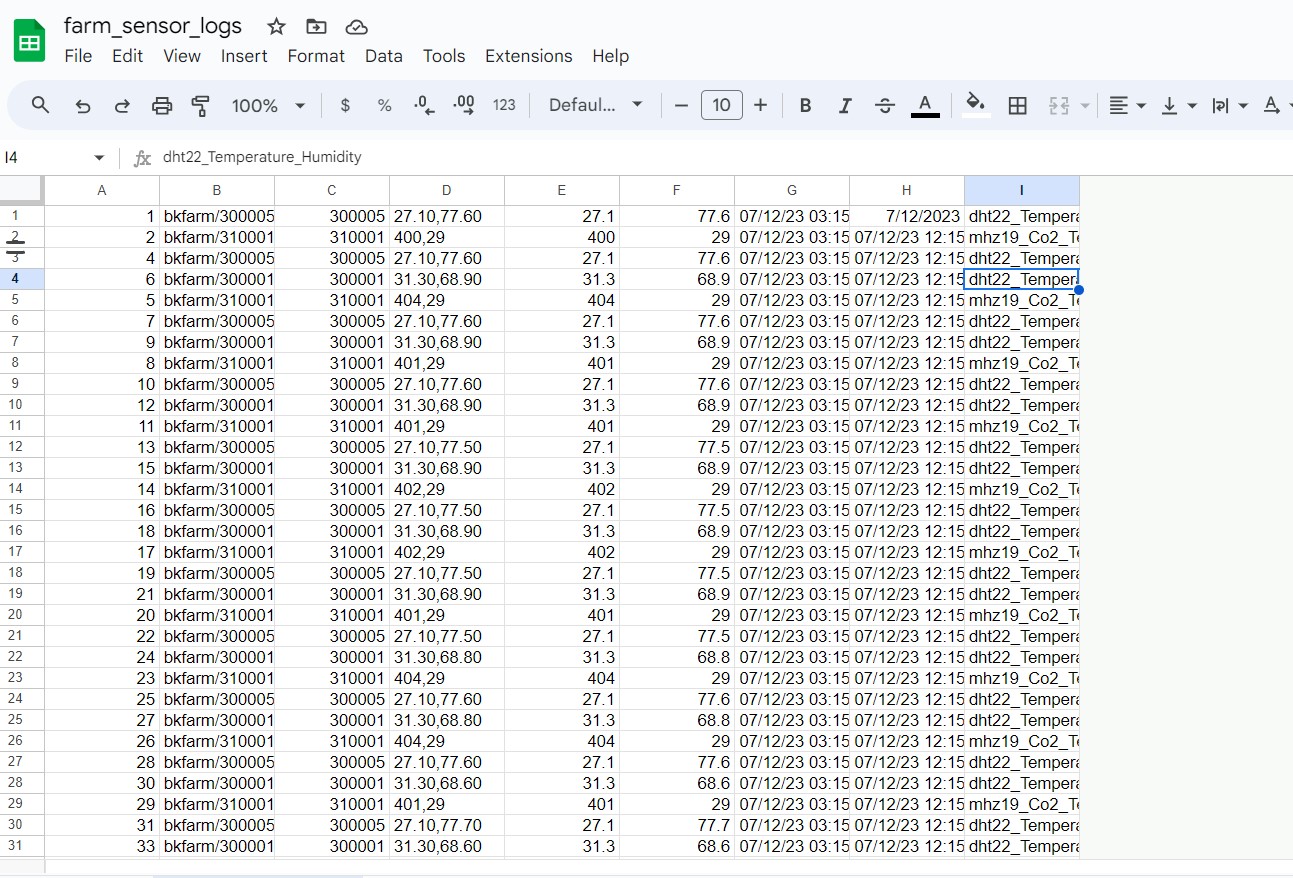 farm_sensor_logs
File Edit View Insert Format Data Tools Extensions Help
100% $ % .0 .00 123 Defaul... 10 B I S A A
I4 fx dht22_Temperature_Humidity
A B C D E F G H I
1 1 bkfarm/300005 300005 27.10,77.60 27.1 77.6 07/12/23 03:15 7/12/2023 dht22_Tempera
2 2 bkfarm/310001 310001 400,29 400 29 07/12/23 03:15 07/12/23 12:15 mhz19_Co2_Te
3 4 bkfarm/300005 300005 27.10,77.60 27.1 77.6 07/12/23 03:15 07/12/23 12:15 dht22_Tempera
4 6 bkfarm/300001 300001 31.30,68.90 31.3 68.9 07/12/23 03:15 07/12/23 12:15 dht22_Tempera
5 5 bkfarm/310001 310001 404,29 404 29 07/12/23 03:15 07/12/23 12:15 mhz19_Co2_Te
6 7 bkfarm/300005 300005 27.10,77.60 27.1 77.6 07/12/23 03:15 07/12/23 12:15 dht22_Tempera
7 9 bkfarm/300001 300001 31.30,68.90 31.3 68.9 07/12/23 03:15 07/12/23 12:15 dht22_Tempera
8 8 bkfarm/310001 310001 401,29 401 29 07/12/23 03:15 07/12/23 12:15 mhz19_Co2_Te
9 10 bkfarm/300005 300005 27.10,77.60 27.1 77.6 07/12/23 03:15 07/12/23 12:15 dht22_Tempera
10 12 bkfarm/300001 300001 31.30,68.90 31.3 68.9 07/12/23 03:15 07/12/23 12:15 dht22_Tempera
11 11 bkfarm/310001 310001 401,29 401 29 07/12/23 03:15 07/12/23 12:15 mhz19_Co2_Te
12 13 bkfarm/300005 300005 27.10,77.50 27.1 77.5 07/12/23 03:15 07/12/23 12:15 dht22_Tempera
13 15 bkfarm/300001 300001 31.30,68.90 31.3 68.9 07/12/23 03:15 07/12/23 12:15 dht22_Tempera
14 14 bkfarm/310001 310001 402,29 402 29 07/12/23 03:15 07/12/23 12:15 mhz19_Co2_Te
15 16 bkfarm/300005 300005 27.10,77.50 27.1 77.5 07/12/23 03:15 07/12/23 12:15 dht22_Tempera
16 18 bkfarm/300001 300001 31.30,68.90 31.3 68.9 07/12/23 03:15 07/12/23 12:15 dht22_Tempera
17 17 bkfarm/310001 310001 402,29 402 29 07/12/23 03:15 07/12/23 12:15 mhz19_Co2_Te
18 19 bkfarm/300005 300005 27.10,77.50 27.1 77.5 07/12/23 03:15 07/12/23 12:15 dht22_Tempera
19 21 bkfarm/300001 300001 31.30,68.90 31.3 68.9 07/12/23 03:15 07/12/23 12:15 dht22_Tempera
20 20 bkfarm/310001 310001 401,29 401 29 07/12/23 03:15 07/12/23 12:15 mhz19_Co2_Te
21 22 bkfarm/300005 300005 27.10,77.50 27.1 77.5 07/12/23 03:15 07/12/23 12:15 dht22_Tempera
22 24 bkfarm/300001 300001 31.30,68.80 31.3 68.8 07/12/23 03:15 07/12/23 12:15 dht22_Tempera
23 23 bkfarm/310001 310001 404,29 404 29 07/12/23 03:15 07/12/23 12:15 mhz19_Co2_Te
24 25 bkfarm/300005 300005 27.10,77.60 27.1 77.6 07/12/23 03:15 07/12/23 12:15 dht22_Tempera
25 27 bkfarm/300001 300001 31.30,68.80 31.3 68.8 07/12/23 03:15 07/12/23 12:15 dht22_Tempera
26 26 bkfarm/310001 310001 404,29 404 29 07/12/23 03:15 07/12/23 12:15 mhz19_Co2_Te
27 28 bkfarm/300005 300005 27.10,77.60 27.1 77.6 07/12/23 03:15 07/12/23 12:15 dht22_Tempera
28 30 bkfarm/300001 300001 31.30,68.60 31.3 68.6 07/12/23 03:15 07/12/23 12:15 dht22_Tempera
29 29 bkfarm/310001 310001 401,29 401 29 07/12/23 03:15 07/12/23 12:15 mhz19_Co2_Te
30 31 bkfarm/300005 300005 27.10,77.70 27.1 77.7 07/12/23 03:15 07/12/23 12:15 dht22_Tempera
31 33 bkfarm/300001 300001 31.30,68.60 31.3 68.6 07/12/23 03:15 07/12/23 12:15 dht22_Tempera